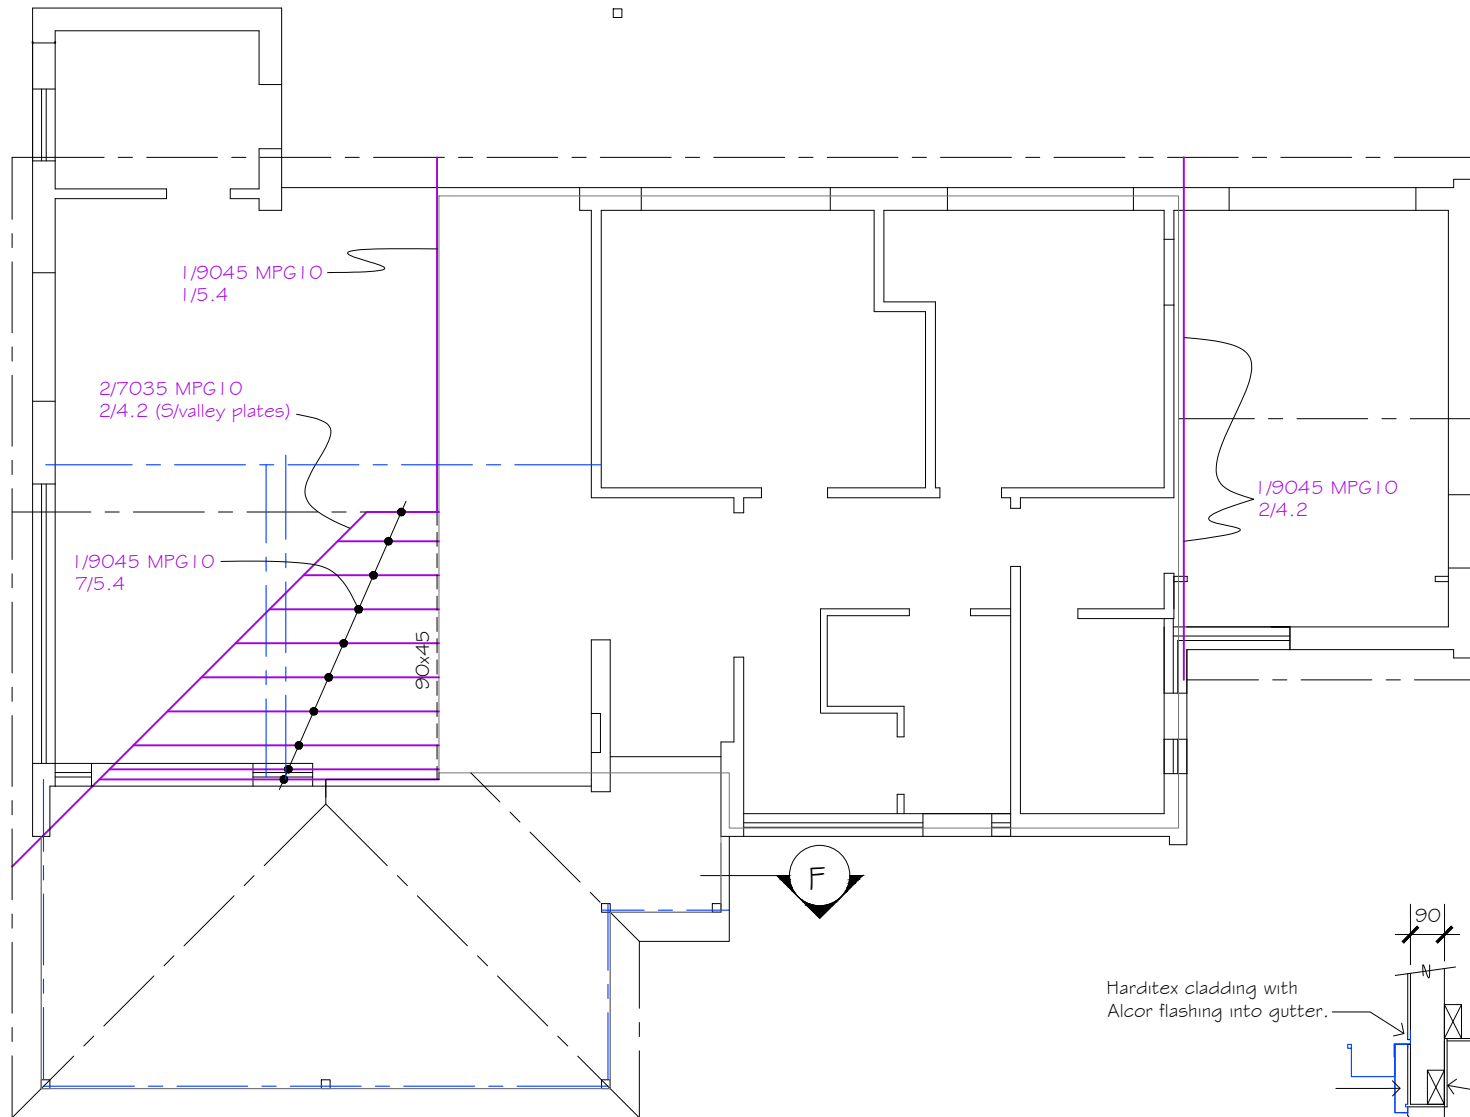 1/9045 MPG10
1/5.4
2/7035 MPG10
2/4.2 (S/valley plates)
1/9045 MPG10
7/5.4
90x45
1/9045 MPG10
2/4.2
F
90
N
Harditex cladding with
Alcor flashing into gutter.